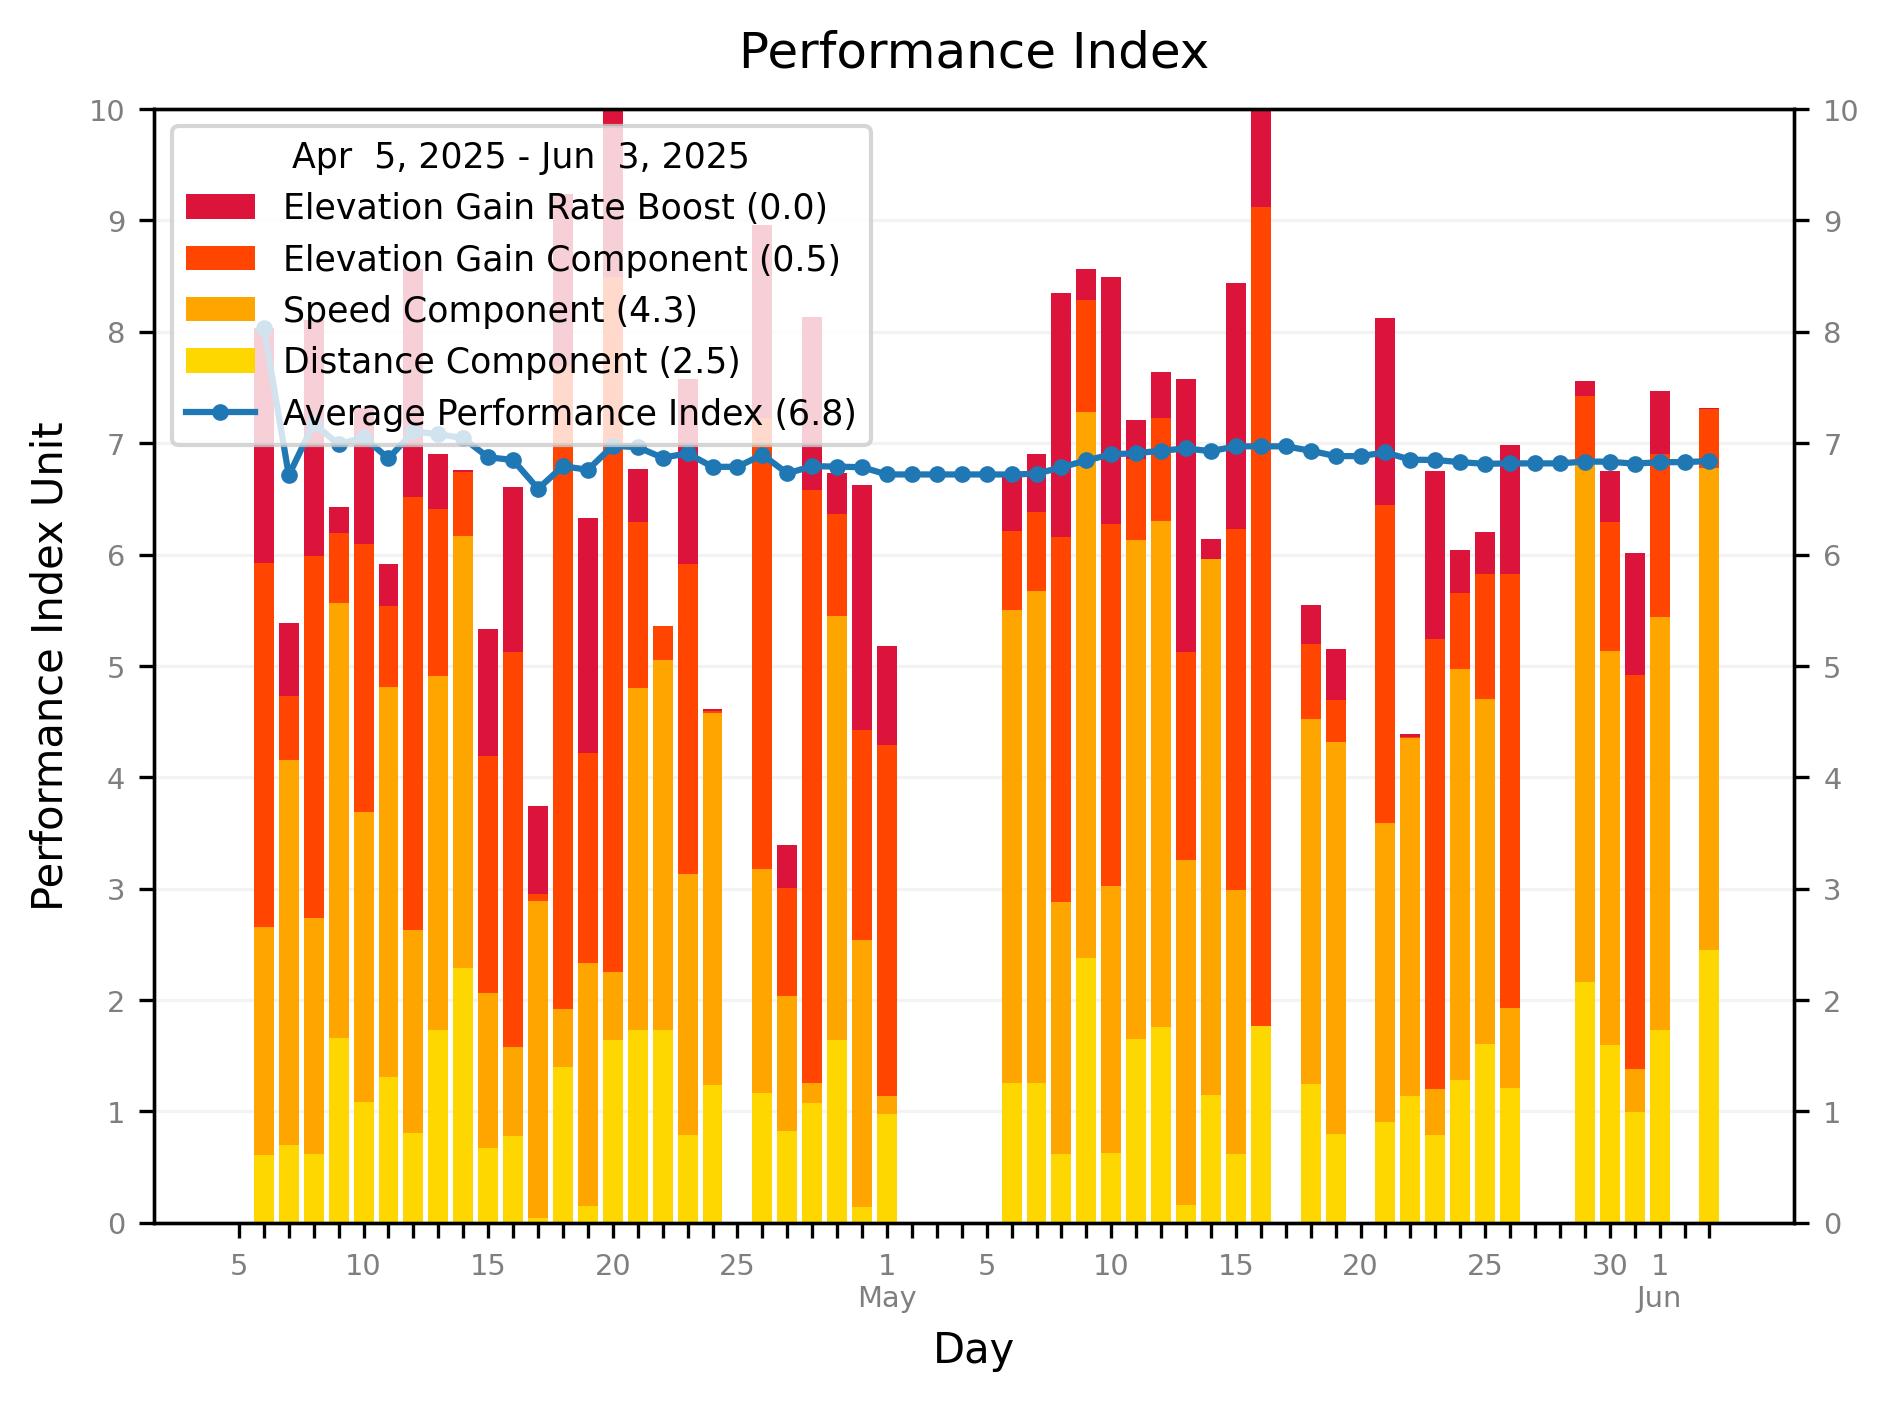 Performance Index
10
9
8
7
6
5
4
3
2
1
0
Performance Index Unit
Apr  5, 2025 - Jun  3, 2025
Elevation Gain Rate Boost (0.0)
Elevation Gain Component (0.5)
Speed Component (4.3)
Distance Component (2.5)
Average Performance Index (6.8)
10
9
8
7
6
5
4
3
2
1
0
5 10 15 20 25 1 5 10 15 20 25 30 1
May Jun
Day